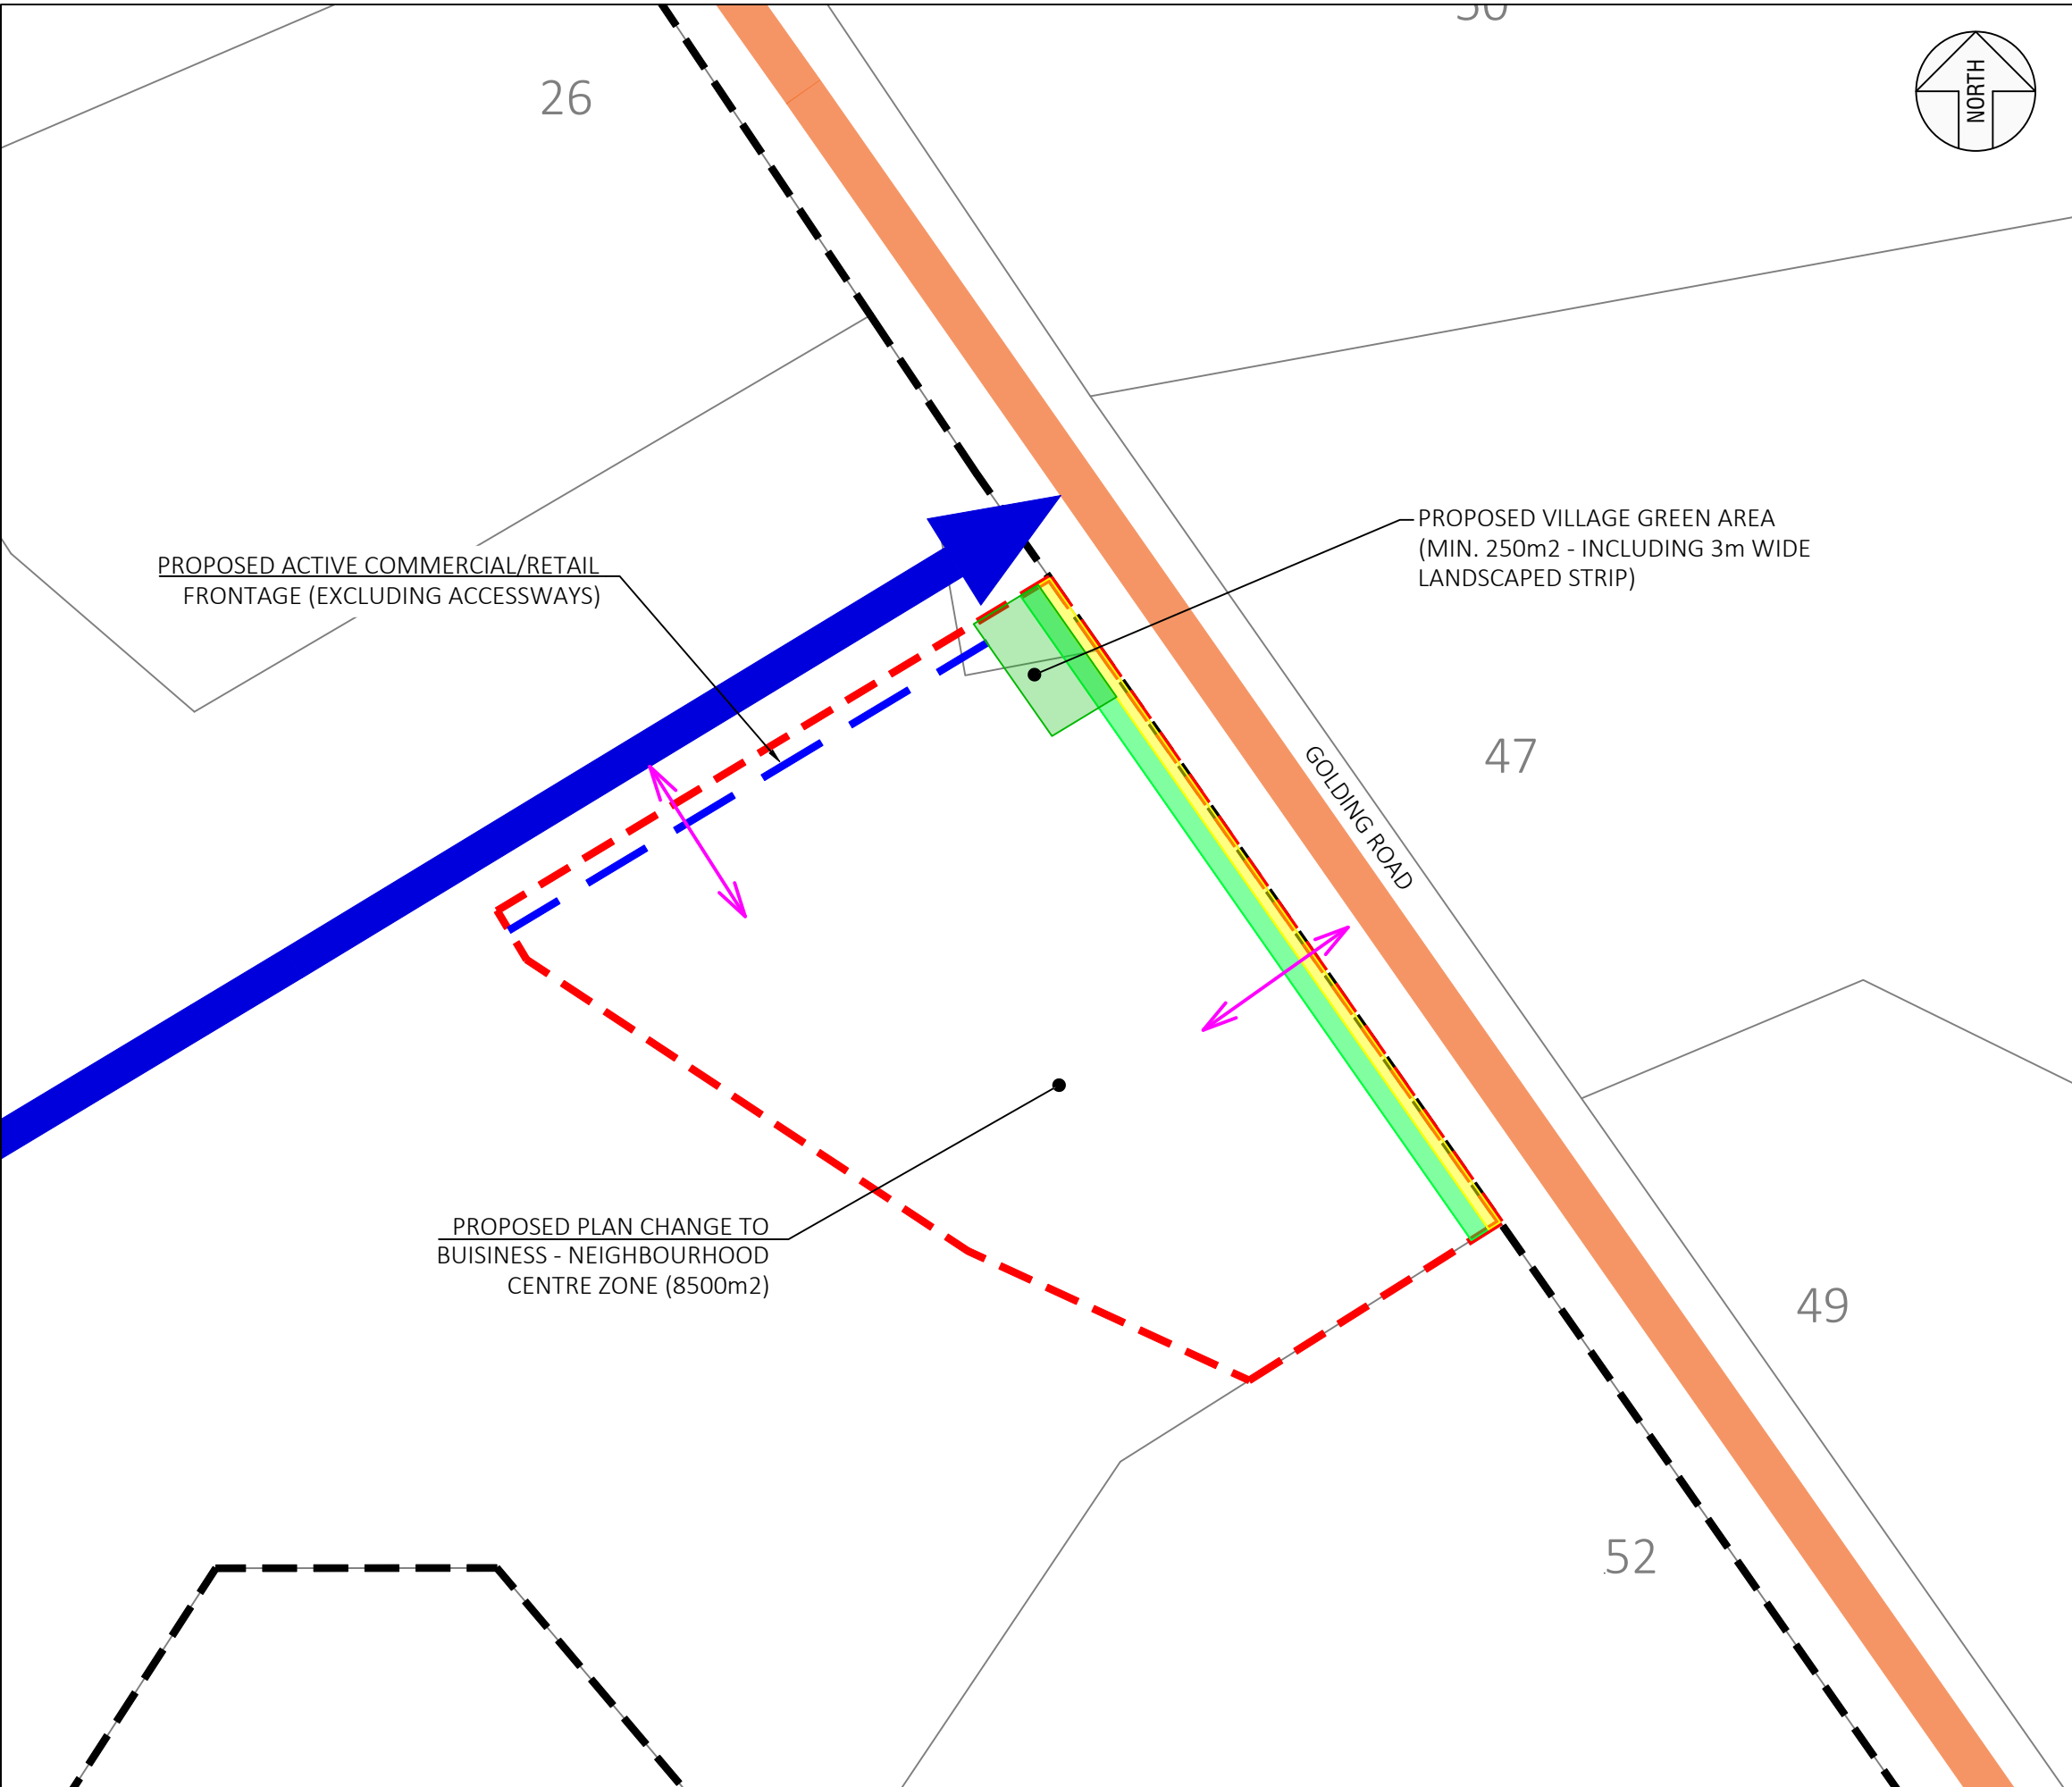 26
NORTH
PROPOSED VILLAGE GREEN AREA
(MIN. 250m2 - INCLUDING 3m WIDE
LANDSCAPED STRIP)
PROPOSED ACTIVE COMMERCIAL/RETAIL
FRONTAGE (EXCLUDING ACCESSWAYS)
47
GOLDING ROAD
PROPOSED PLAN CHANGE TO
BUISINESS - NEIGHBOURHOOD
CENTRE ZONE (8500m2)
49
52